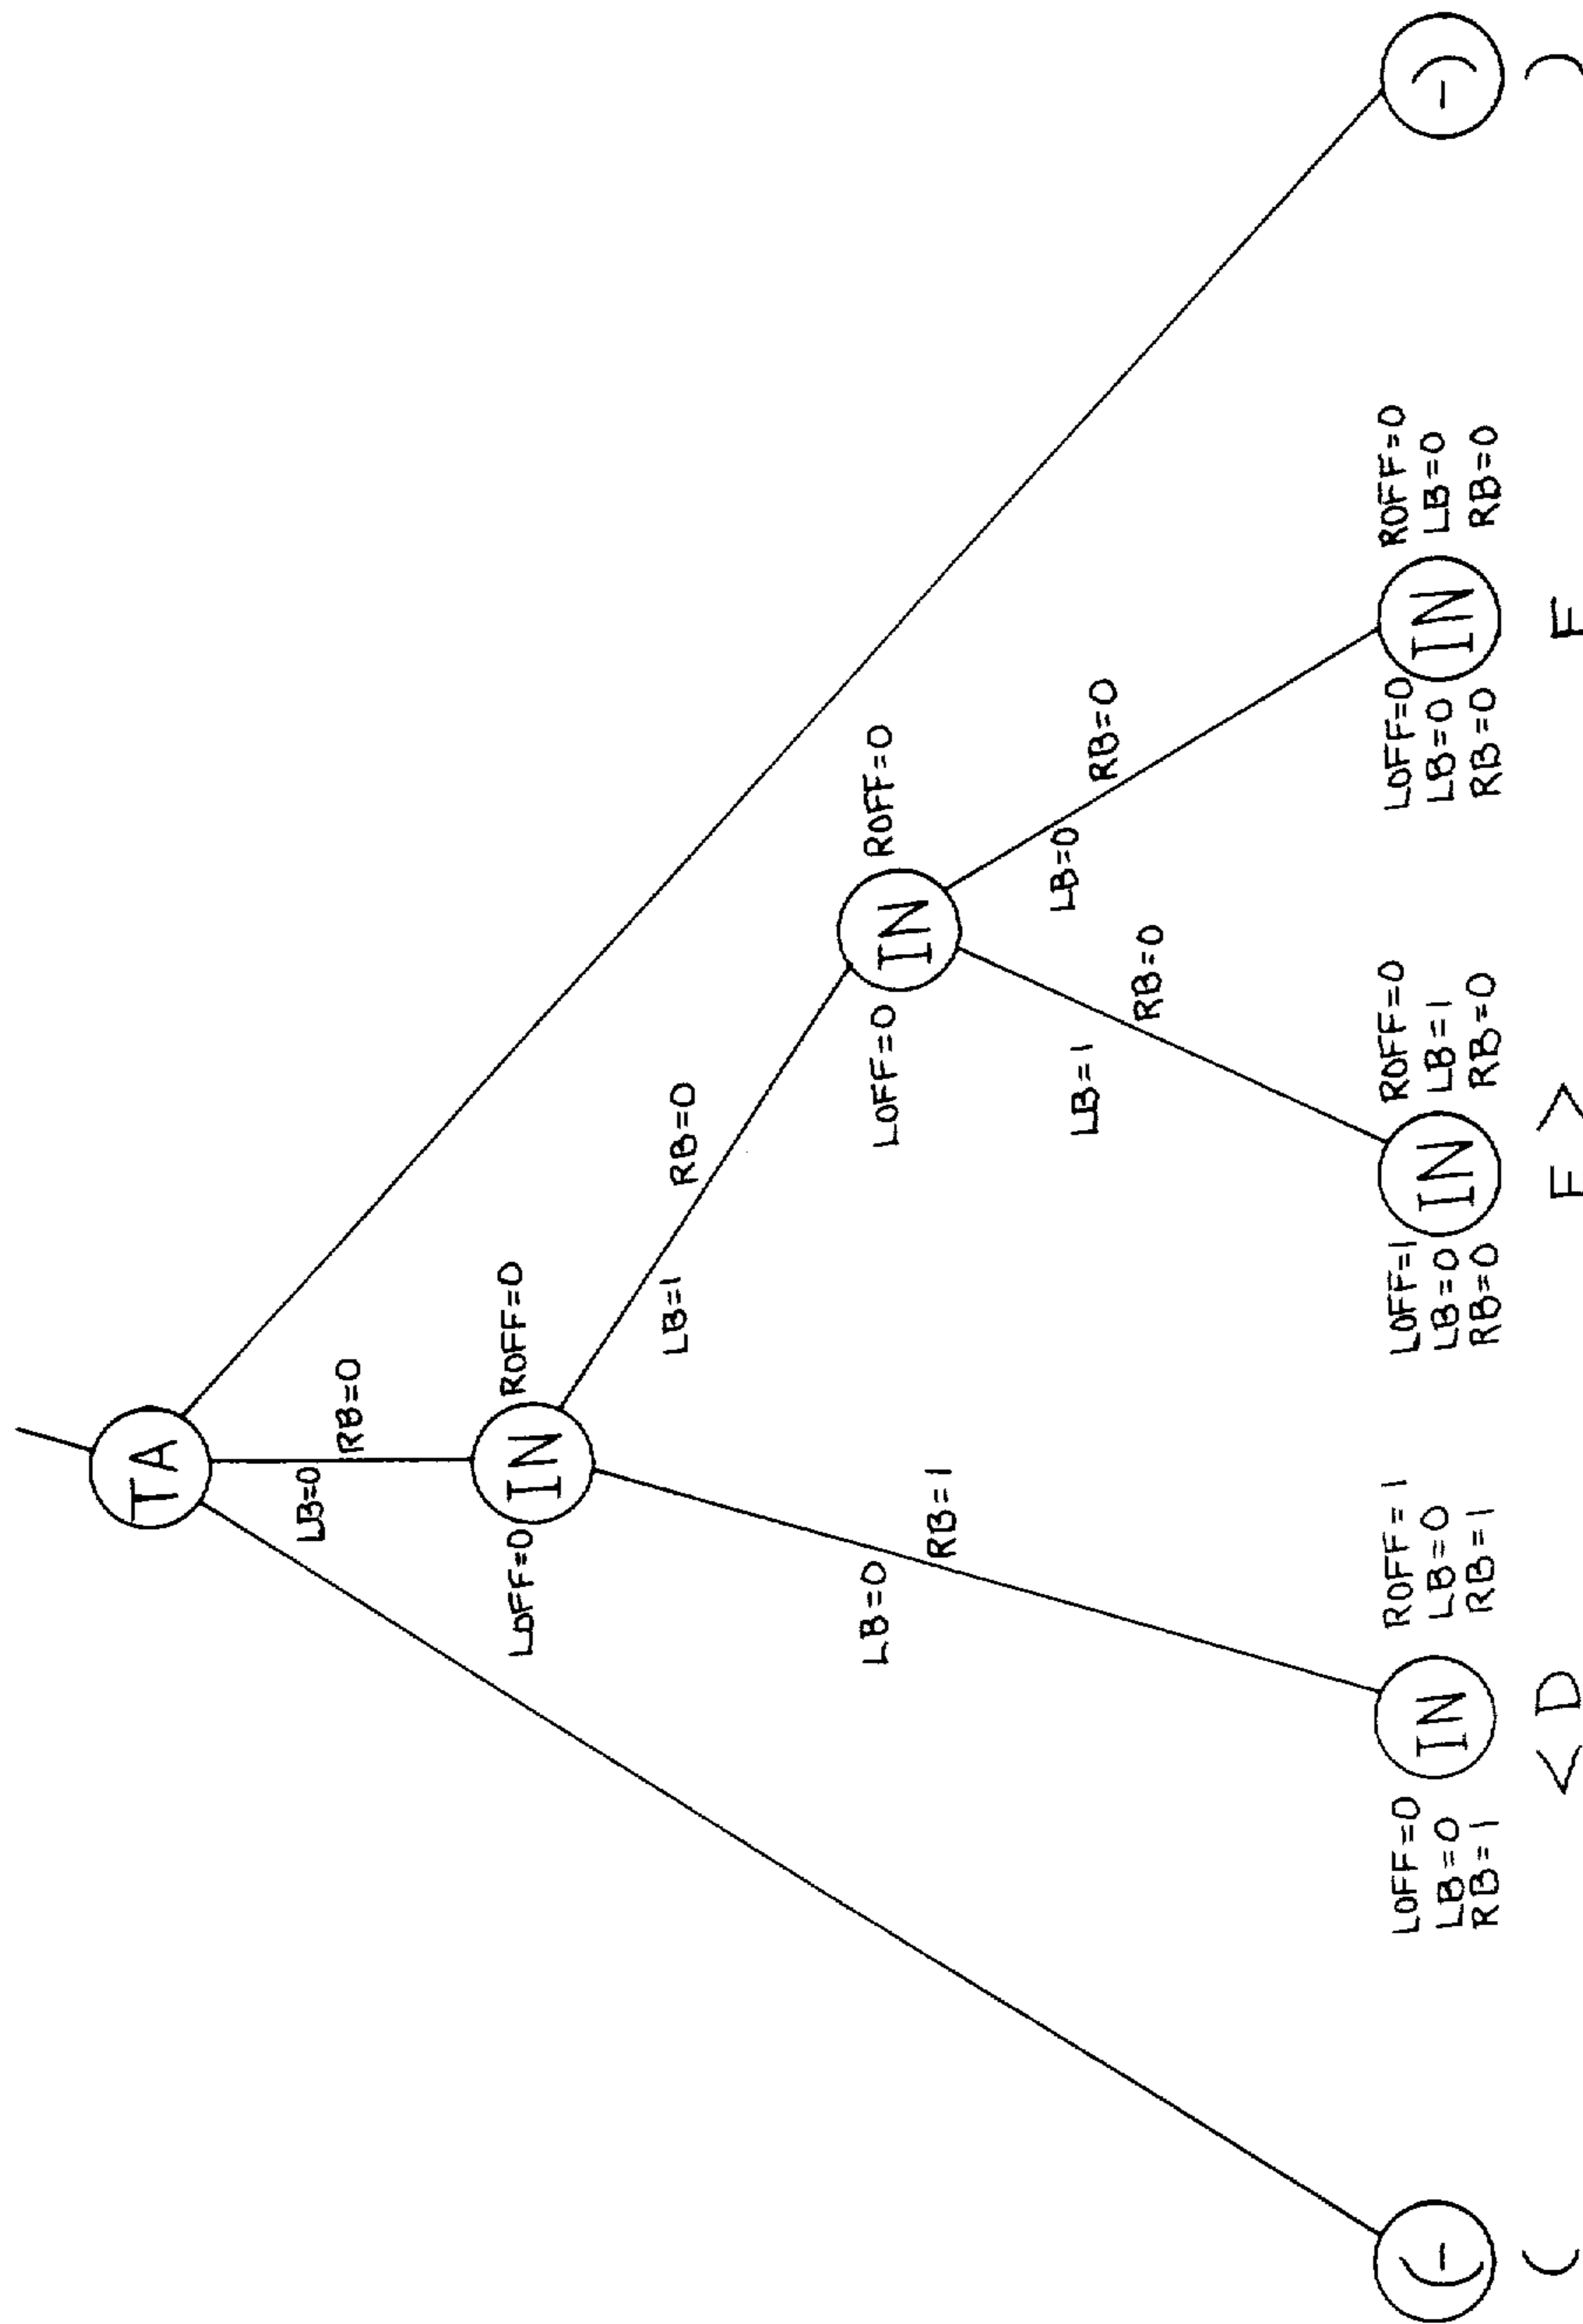 TA
LB=0 RB=0
LOFF=0 IN ROFF=0
LB=1 RB=0
LOFF=0 IN ROFF=0
LB=0 RB=1
LB=0 RB=0
LB=1 RB=0
LOFF=0 ROFF=1 LOFF=1 ROFF=0 LOFF=0 ROFF=0
(- LB=0 IN LB=0 LB=0 IN LB=1 LB=0 IN LB=0 -)
RB=1 RB=1 RB=0 RB=0 RB=0 RB=0
( <D F> F )